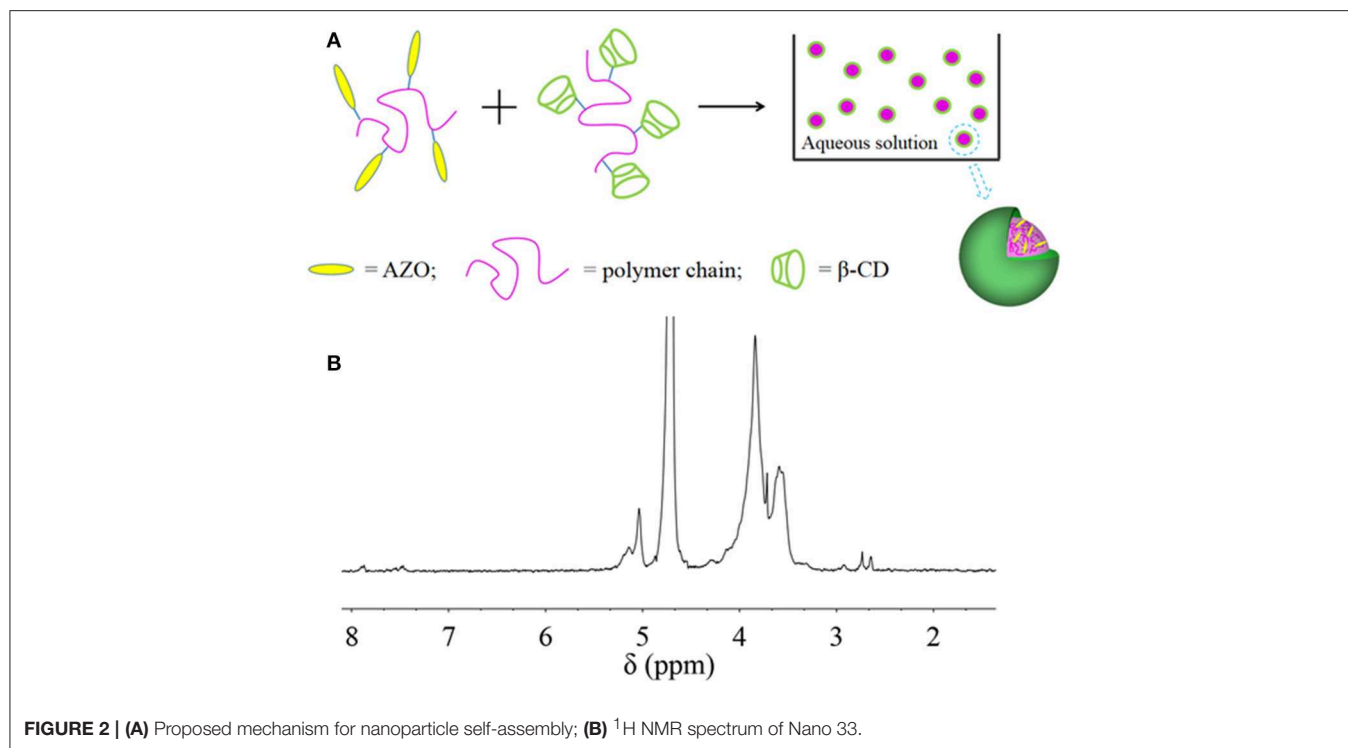 A
+
Aqueous solution
= AZO; = polymer chain; = β-CD
B
8 7 6 5 4 3 2
δ (ppm)
FIGURE 2 | (A) Proposed mechanism for nanoparticle self-assembly; (B) ¹H NMR spectrum of Nano 33.